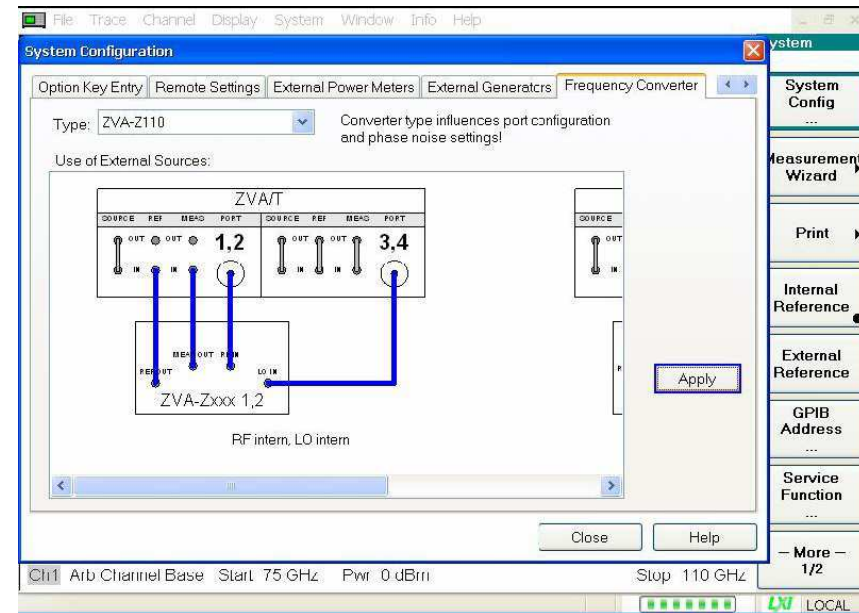 File Trace Channel Display System Window Info Help
System Configuration
ystem
Option Key Entry Remote Settings External Power Meters External Generators Frequency Converter
Type: ZVA-Z110
Converter type influences port configuration
and phase noise settings!
Use of External Sources:
ZVA/T
SOURCE REF MEAS PORT SOURCE REF MEAS PORT
SOURCE
OUT OUT 1,2 OUT OUT 3,4
OUT
IN IN IN IN
IN
MEAS OUT RF IN
REF OUT LO IN
ZVA-Zxxx 1,2
RF intern, LO intern
Apply
Close Help
System
Config
...
Measurement
Wizard
Print
Internal
Reference
External
Reference
GPIB
Address
...
Service
Function
...
– More –
1/2
Ch1 Arb Channel Base Start 75 GHz Pwr 0 dBm Stop 110 GHz
LXI LOCAL